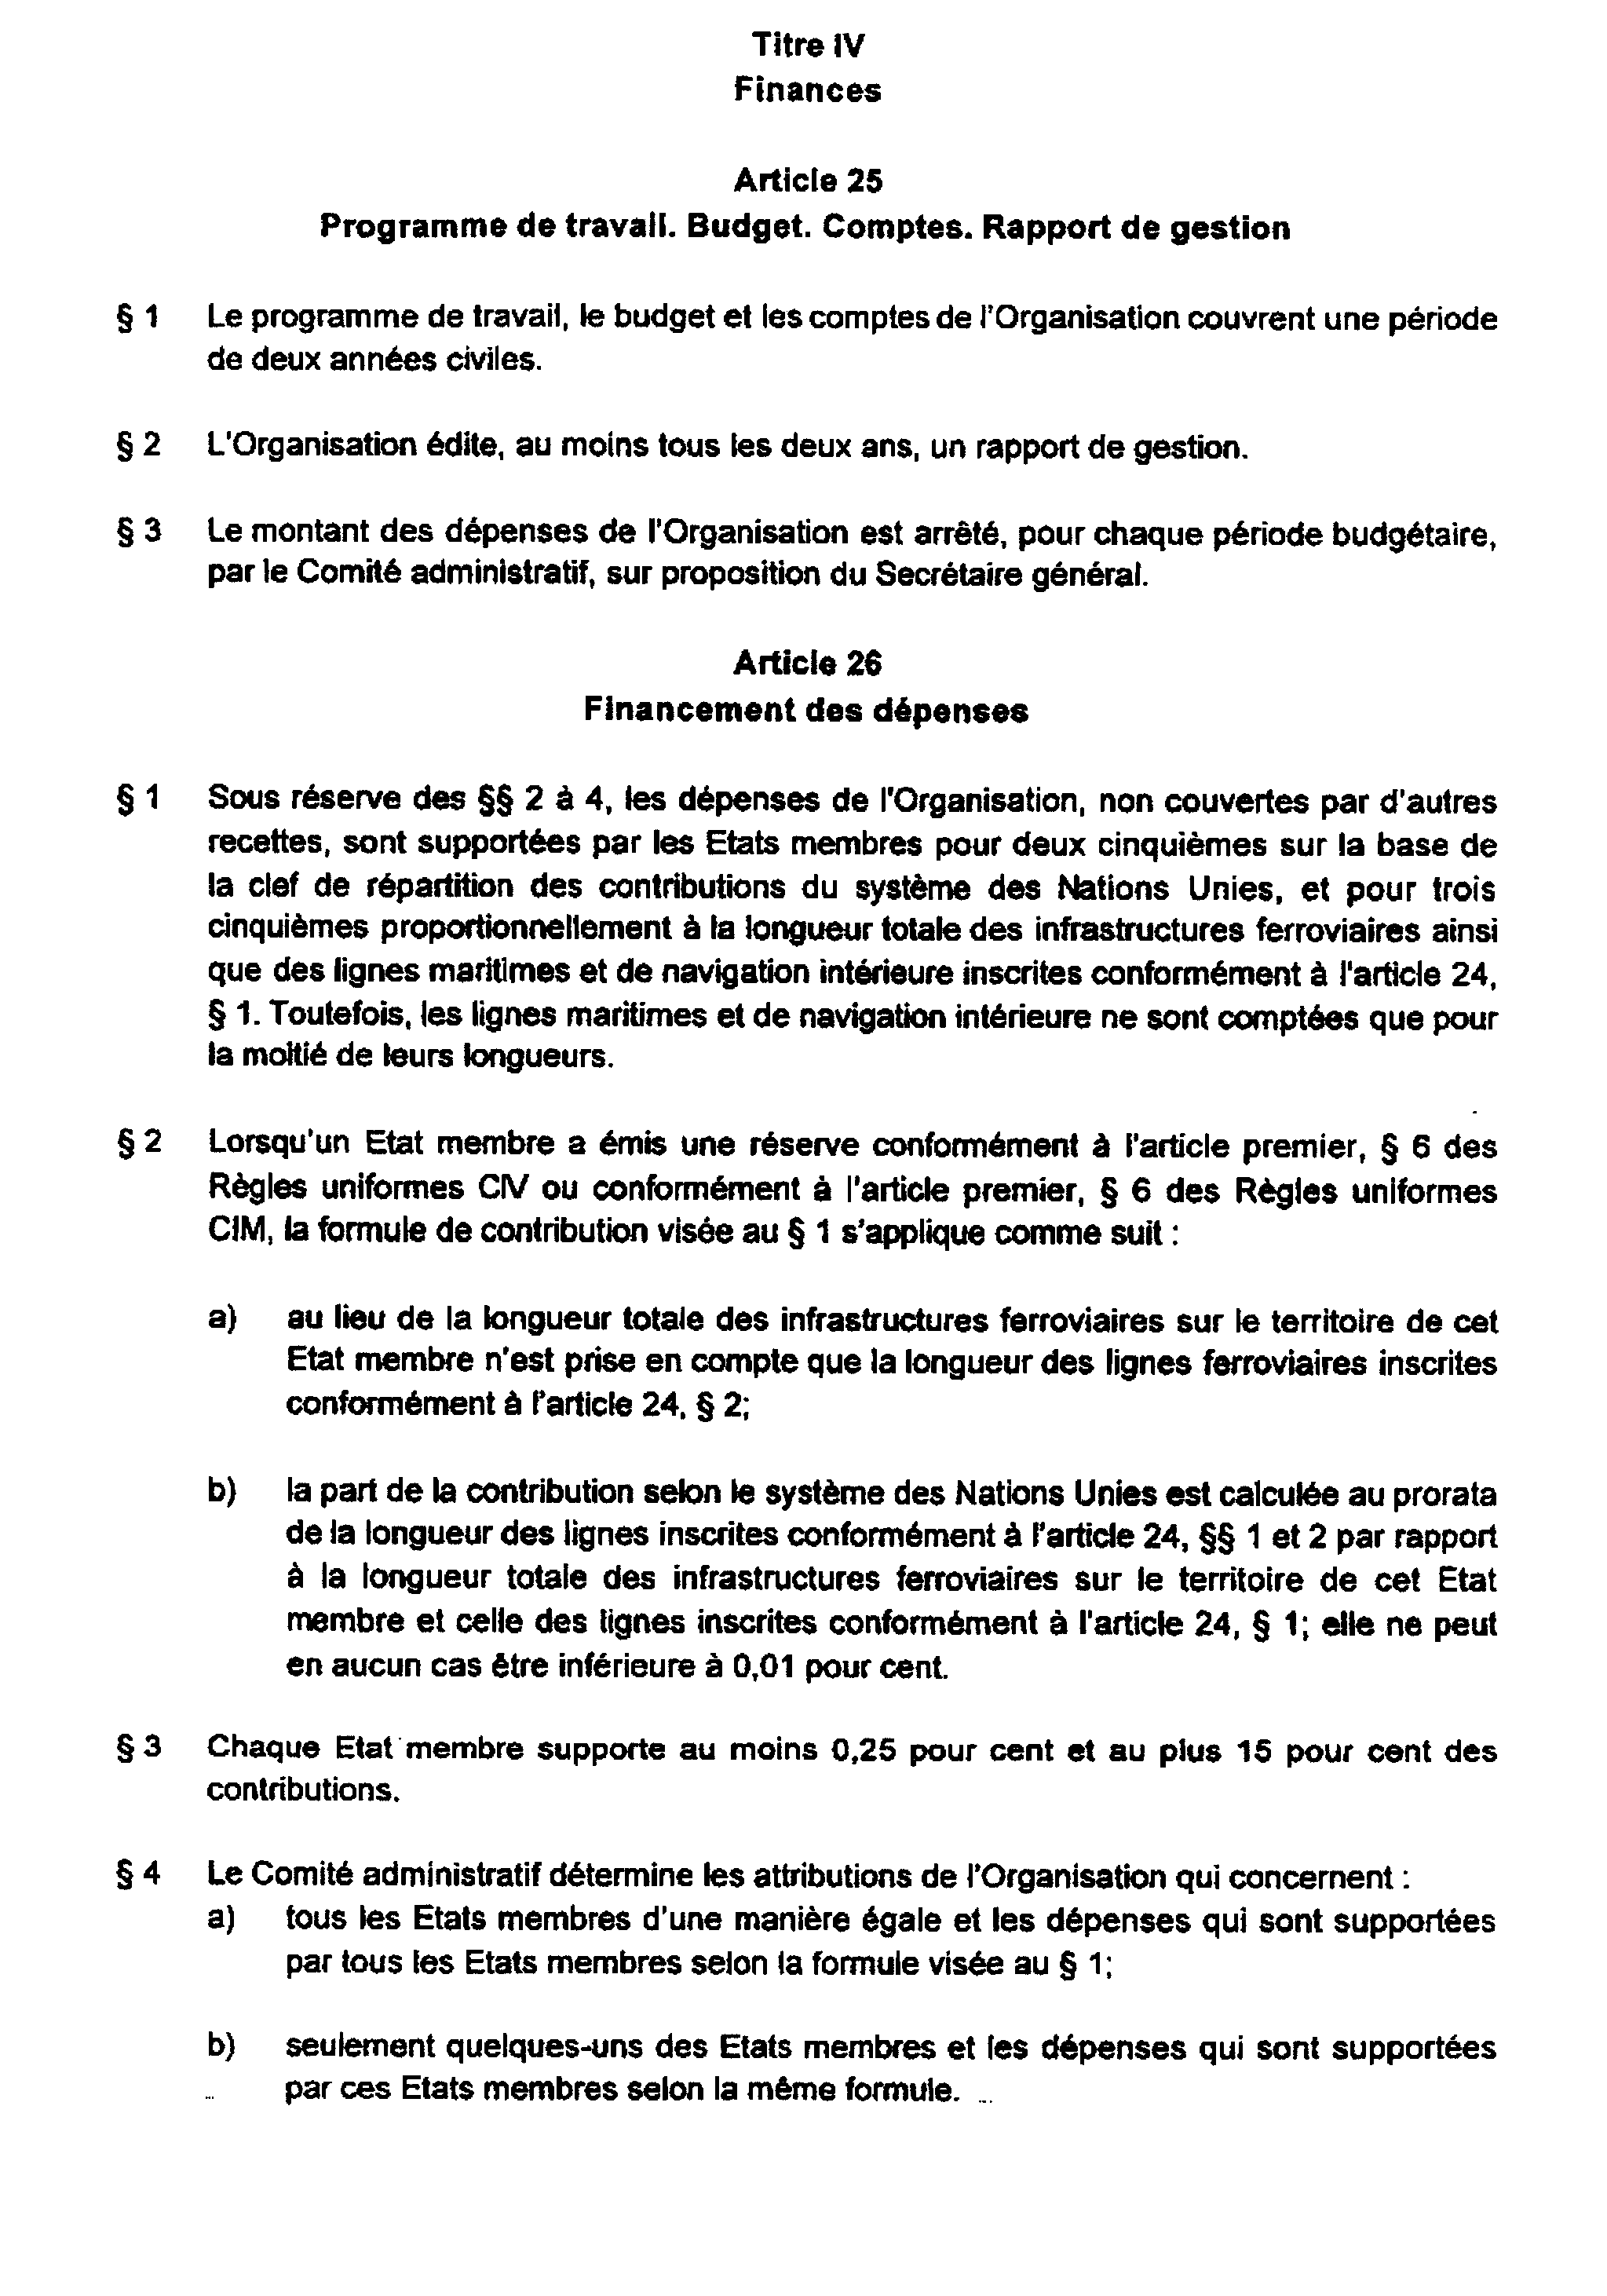 Titre IV
Finances
Article 25
Programme de travail. Budget. Comptes. Rapport de gestion
§ 1 Le programme de travail, le budget et les comptes de l'Organisation couvrent une période
de deux années civiles.
§ 2 L'Organisation édite, au moins tous les deux ans, un rapport de gestion.
§ 3 Le montant des dépenses de l'Organisation est arrêté, pour chaque période budgétaire,
par le Comité administratif, sur proposition du Secrétaire général.
Article 26
Financement des dépenses
§ 1 Sous réserve des §§ 2 à 4, les dépenses de l'Organisation, non couvertes par d'autres
recettes, sont supportées par les Etats membres pour deux cinquièmes sur la base de
la clef de répartition des contributions du système des Nations Unies, et pour trois
cinquièmes proportionnellement à la longueur totale des infrastructures ferroviaires ainsi
que des lignes maritimes et de navigation intérieure inscrites conformément à l'article 24,
§ 1. Toutefois, les lignes maritimes et de navigation intérieure ne sont comptées que pour
la moitié de leurs longueurs.
§ 2 Lorsqu'un Etat membre a émis une réserve conformément à l'article premier, § 6 des
Règles uniformes CIV ou conformément à l'article premier, § 6 des Règles uniformes
CIM, la formule de contribution visée au § 1 s'applique comme suit :
a) au lieu de la longueur totale des infrastructures ferroviaires sur le territoire de cet
Etat membre n'est prise en compte que la longueur des lignes ferroviaires inscrites
conformément à l'article 24, § 2;
b) la part de la contribution selon le système des Nations Unies est calculée au prorata
de la longueur des lignes inscrites conformément à l'article 24, §§ 1 et 2 par rapport
à la longueur totale des infrastructures ferroviaires sur le territoire de cet Etat
membre et celle des lignes inscrites conformément à l'article 24, § 1; elle ne peut
en aucun cas être inférieure à 0,01 pour cent.
§ 3 Chaque Etat membre supporte au moins 0,25 pour cent et au plus 15 pour cent des
contributions.
§ 4 Le Comité administratif détermine les attributions de l'Organisation qui concernent :
a) tous les Etats membres d'une manière égale et les dépenses qui sont supportées
par tous les Etats membres selon la formule visée au § 1;
b) seulement quelques-uns des Etats membres et les dépenses qui sont supportées
par ces Etats membres selon la même formule.